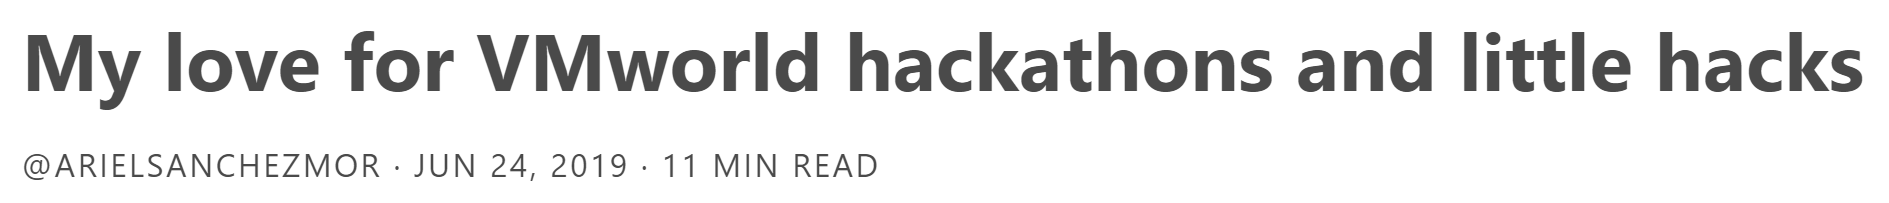 My love for VMworld hackathons and little hacks
@ARIELSANCHEZMOR · JUN 24, 2019 · 11 MIN READ